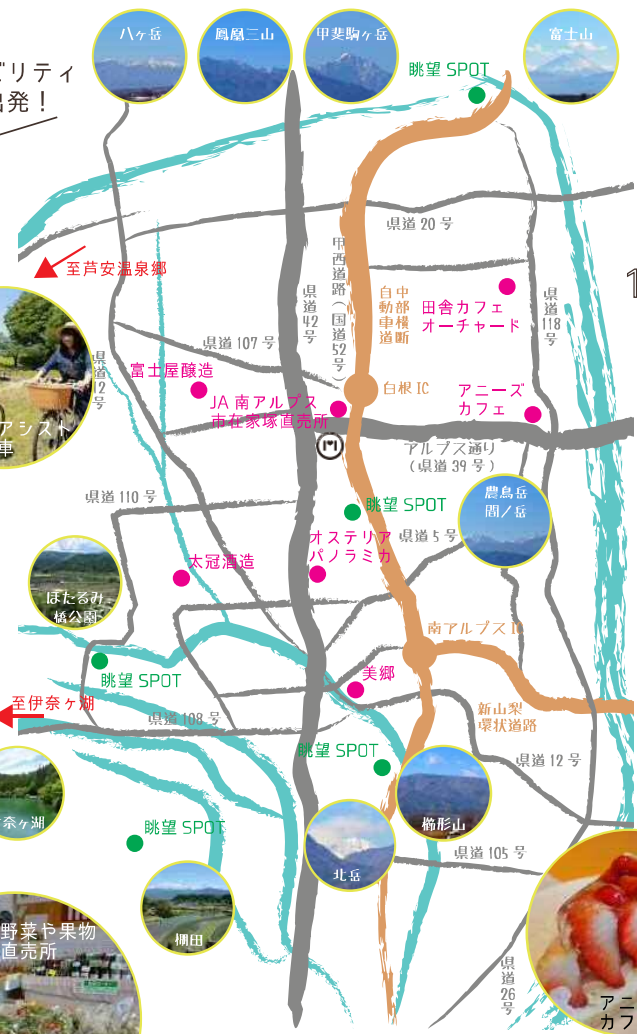 八ヶ岳
鳳凰三山
甲斐駒ヶ岳
富士山
ビリティ
出発！
眺望 SPOT
県道 20 号
至芦安温泉郷
甲西道路(国道52号)
県道42号
中部横断
自動車道
田舎カフェ
オーチャード
県道118号
県道 107 号
県道12号
富士屋醸造
白根 IC
JA 南アルプス
市在家塚直売所
アニーズ
カフェ
アシスト
車
アルプス通り
(県道 39 号)
県道 110 号
眺望 SPOT
農鳥岳
間ノ岳
オステリア
パノラミカ
県道 5 号
太冠酒造
ほたるみ
橋公園
南アルプス IC
眺望 SPOT
美郷
至伊奈ヶ湖
県道 108 号
新山梨
環状道路
眺望 SPOT
県道 12 号
奈ヶ湖
櫛形山
眺望 SPOT
県道 105 号
北岳
棚田
野菜や果物
直売所
県道26号
アニ
カフ